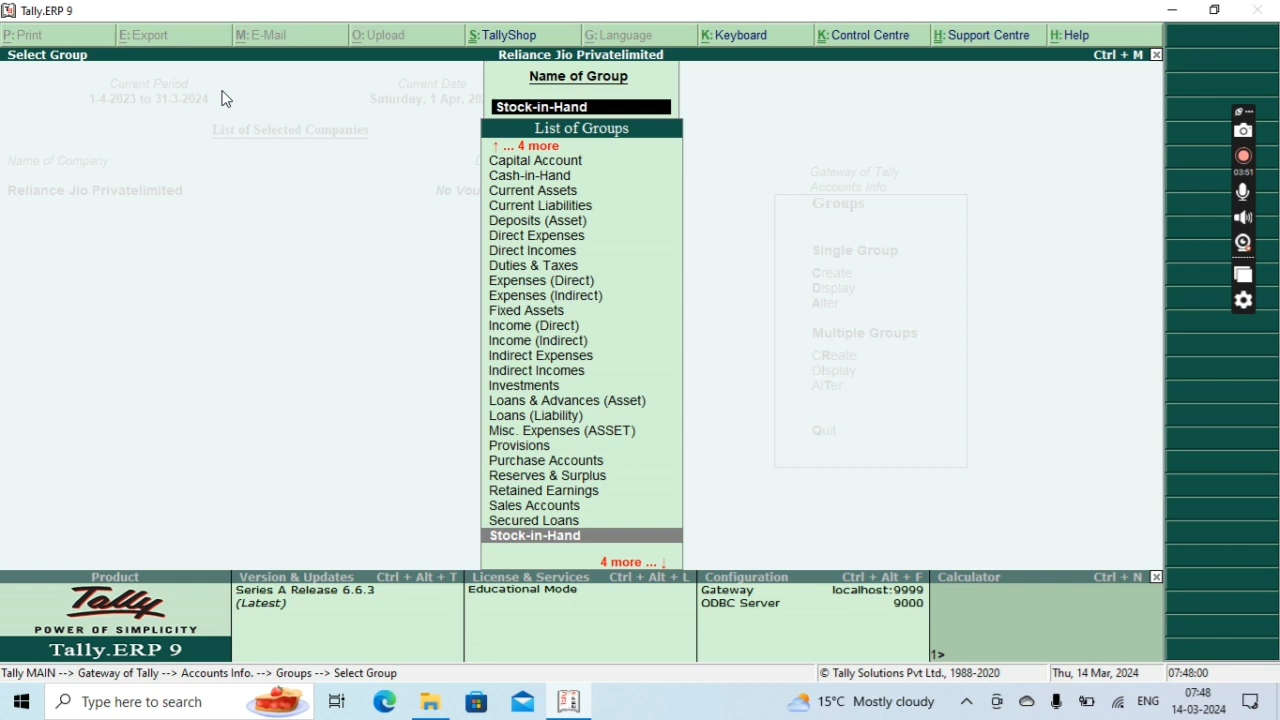 Tally.ERP 9
P: Print E: Export M: E-Mail O: Upload S: TallyShop G: Language K: Keyboard K: Control Centre H: Support Centre H: Help
Select Group Reliance Jio Privatelimited Ctrl + M
Name of Group
Current Period Current Date
1-4-2023 to 31-3-2024 Saturday, 1 Apr, 20
Stock-in-Hand
List of Groups
List of Selected Companies
↑ ... 4 more
Name of Company
Capital Account
Cash-in-Hand
Reliance Jio Privatelimited No Vou
Current Assets
Current Liabilities
Deposits (Asset)
Direct Expenses
Direct Incomes
Duties & Taxes
Expenses (Direct)
Expenses (Indirect)
Fixed Assets
Income (Direct)
Income (Indirect)
Indirect Expenses
Indirect Incomes
Investments
Loans & Advances (Asset)
Loans (Liability)
Misc. Expenses (ASSET)
Provisions
Purchase Accounts
Reserves & Surplus
Retained Earnings
Sales Accounts
Secured Loans
Stock-in-Hand
4 more ... ↓
Gateway of Tally
Accounts Info.
Groups
Single Group
Create
Display
Alter
Multiple Groups
CReate
DIsplay
AlTer
Quit
03:51
Product Version & Updates Ctrl + Alt + T License & Services Ctrl + Alt + L Configuration Ctrl + Alt + F Calculator Ctrl + N
Tally
POWER OF SIMPLICITY
Tally.ERP 9
Series A Release 6.6.3
(Latest)
Educational Mode
Gateway localhost:9999
ODBC Server 9000
1>
Tally MAIN --> Gateway of Tally --> Accounts Info. --> Groups --> Select Group © Tally Solutions Pvt Ltd., 1988-2020 Thu, 14 Mar, 2024 07:48:00
Type here to search 15°C Mostly cloudy ENG 07:48
14-03-2024